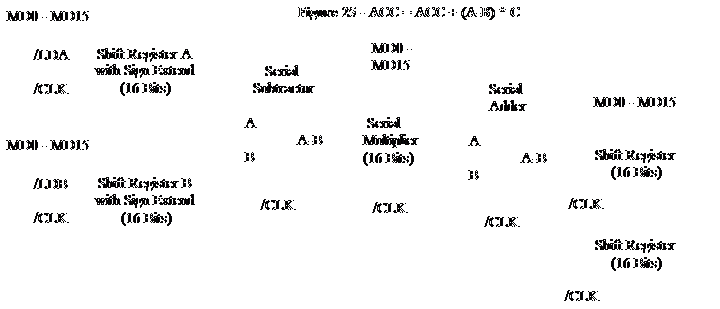 Figure 25 - ACC = ACC + (A-B) * C
MD0 - MD15
/LDA
/CLK
Shift Register A
with Sign Extend
(16 Bits)
MD0 - MD15
/LDB
/CLK
Shift Register B
with Sign Extend
(16 Bits)
Serial
Subtractor
A
A-B
B
/CLK
MD0 -
MD15
Serial
Multiplier
(16 Bits)
/CLK
Serial
Adder
A
A+B
B
/CLK
MD0 - MD15
Shift Register
(16 Bits)
/CLK
Shift Register
(16 Bits)
/CLK